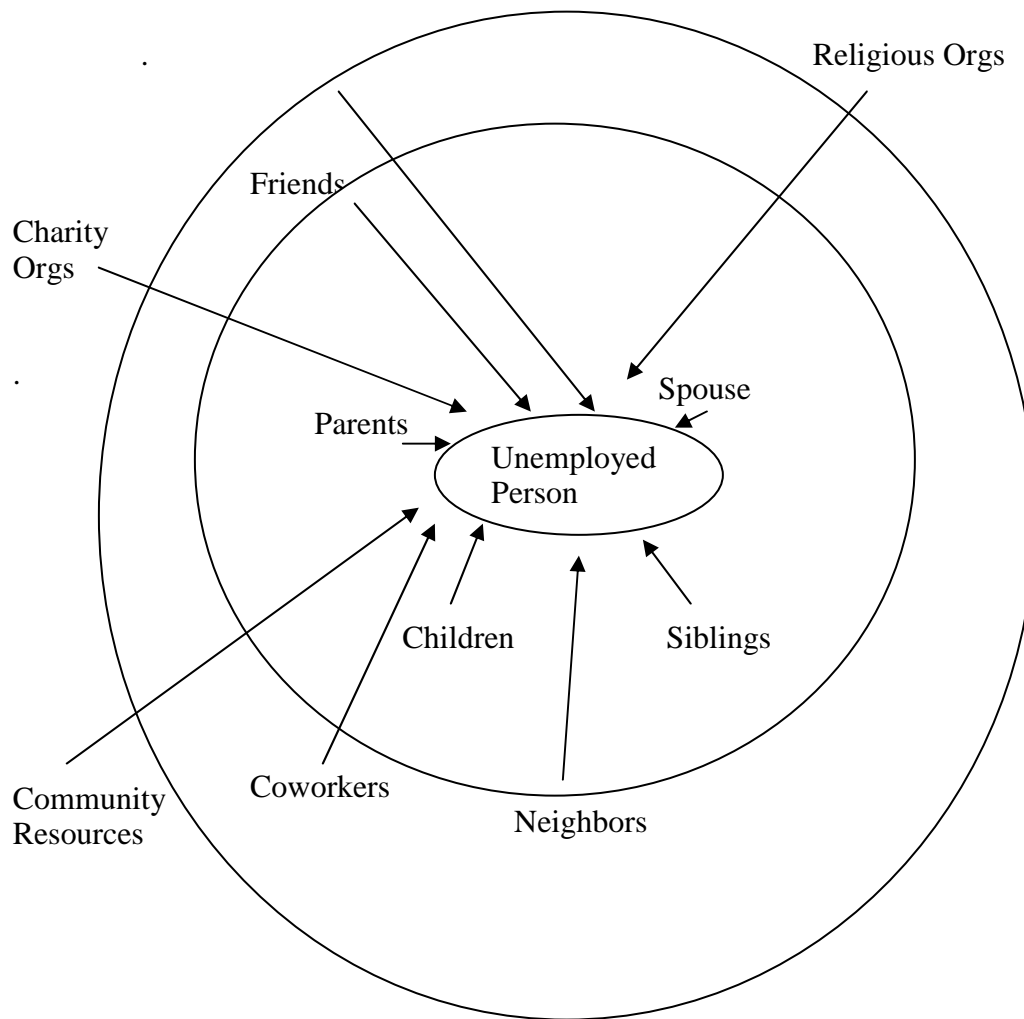 Religious Orgs
Friends
Charity
Orgs
Spouse
Parents
Unemployed
Person
Children
Siblings
Coworkers
Community
Resources
Neighbors